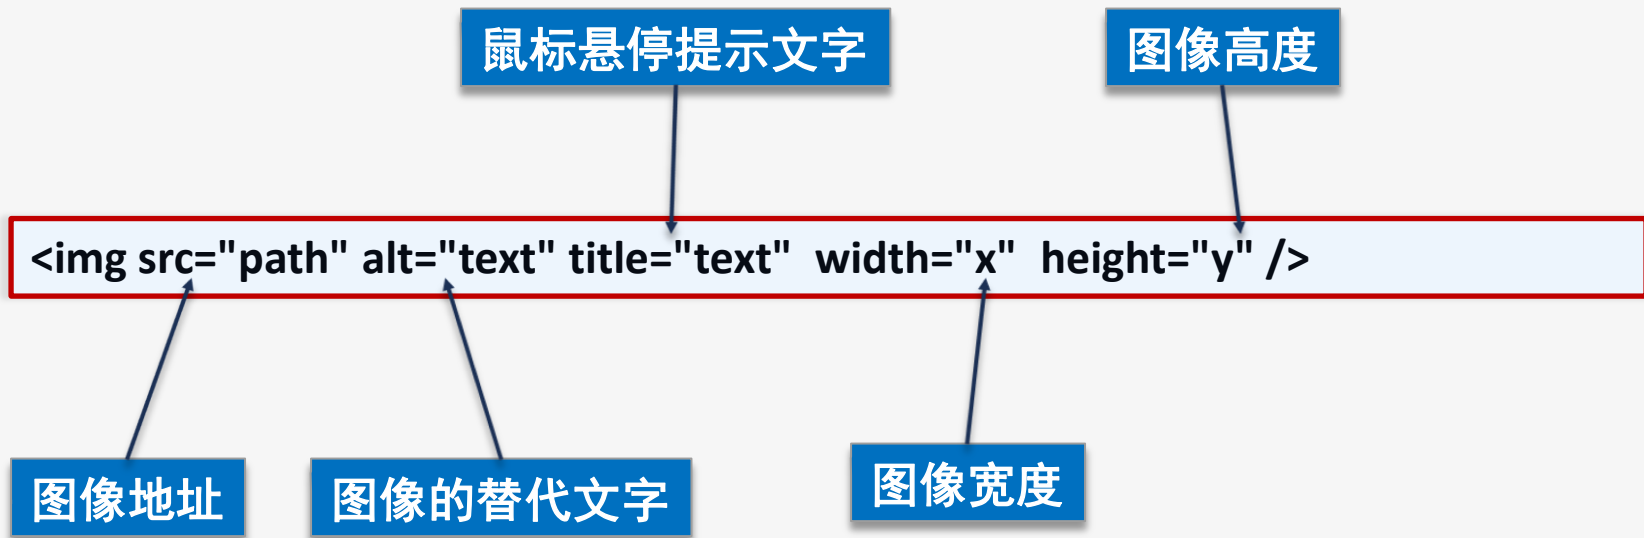 鼠标悬停提示文字
图像高度
<img src="path" alt="text" title="text"  width="x"  height="y" />
图像地址
图像的替代文字
图像宽度